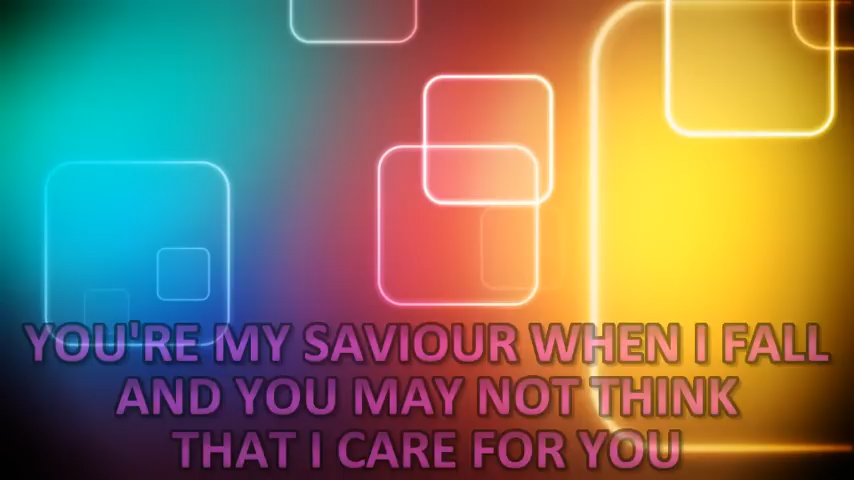 YOU'RE MY SAVIOUR WHEN I FALL
AND YOU MAY NOT THINK
THAT I CARE FOR YOU